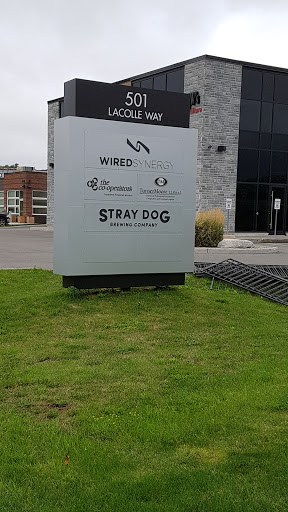 501
LACOLLE WAY
WIREDSYNERGY
the
co-operators
STRAY DOG
BREWING COMPANY